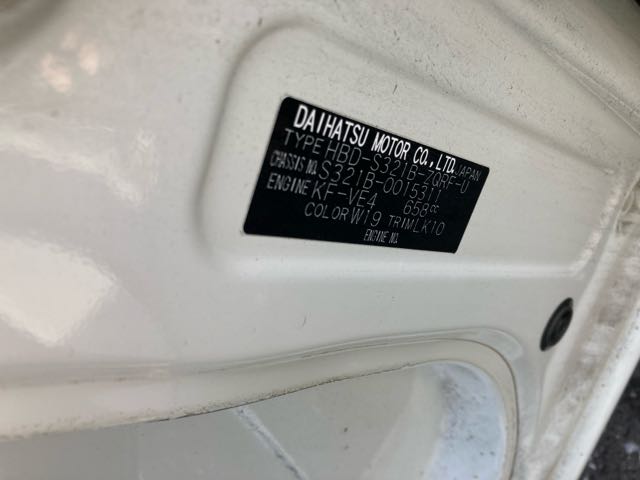 DAIHATSU MOTOR CO.,LTD. JAPAN
TYPE HBD-S321B-ZQRF-U
CHASSIS NO. S321B-0015311
ENGINE KF-VE4 658cc
COLOR W19 TRIM LK10
ENGINE NO.